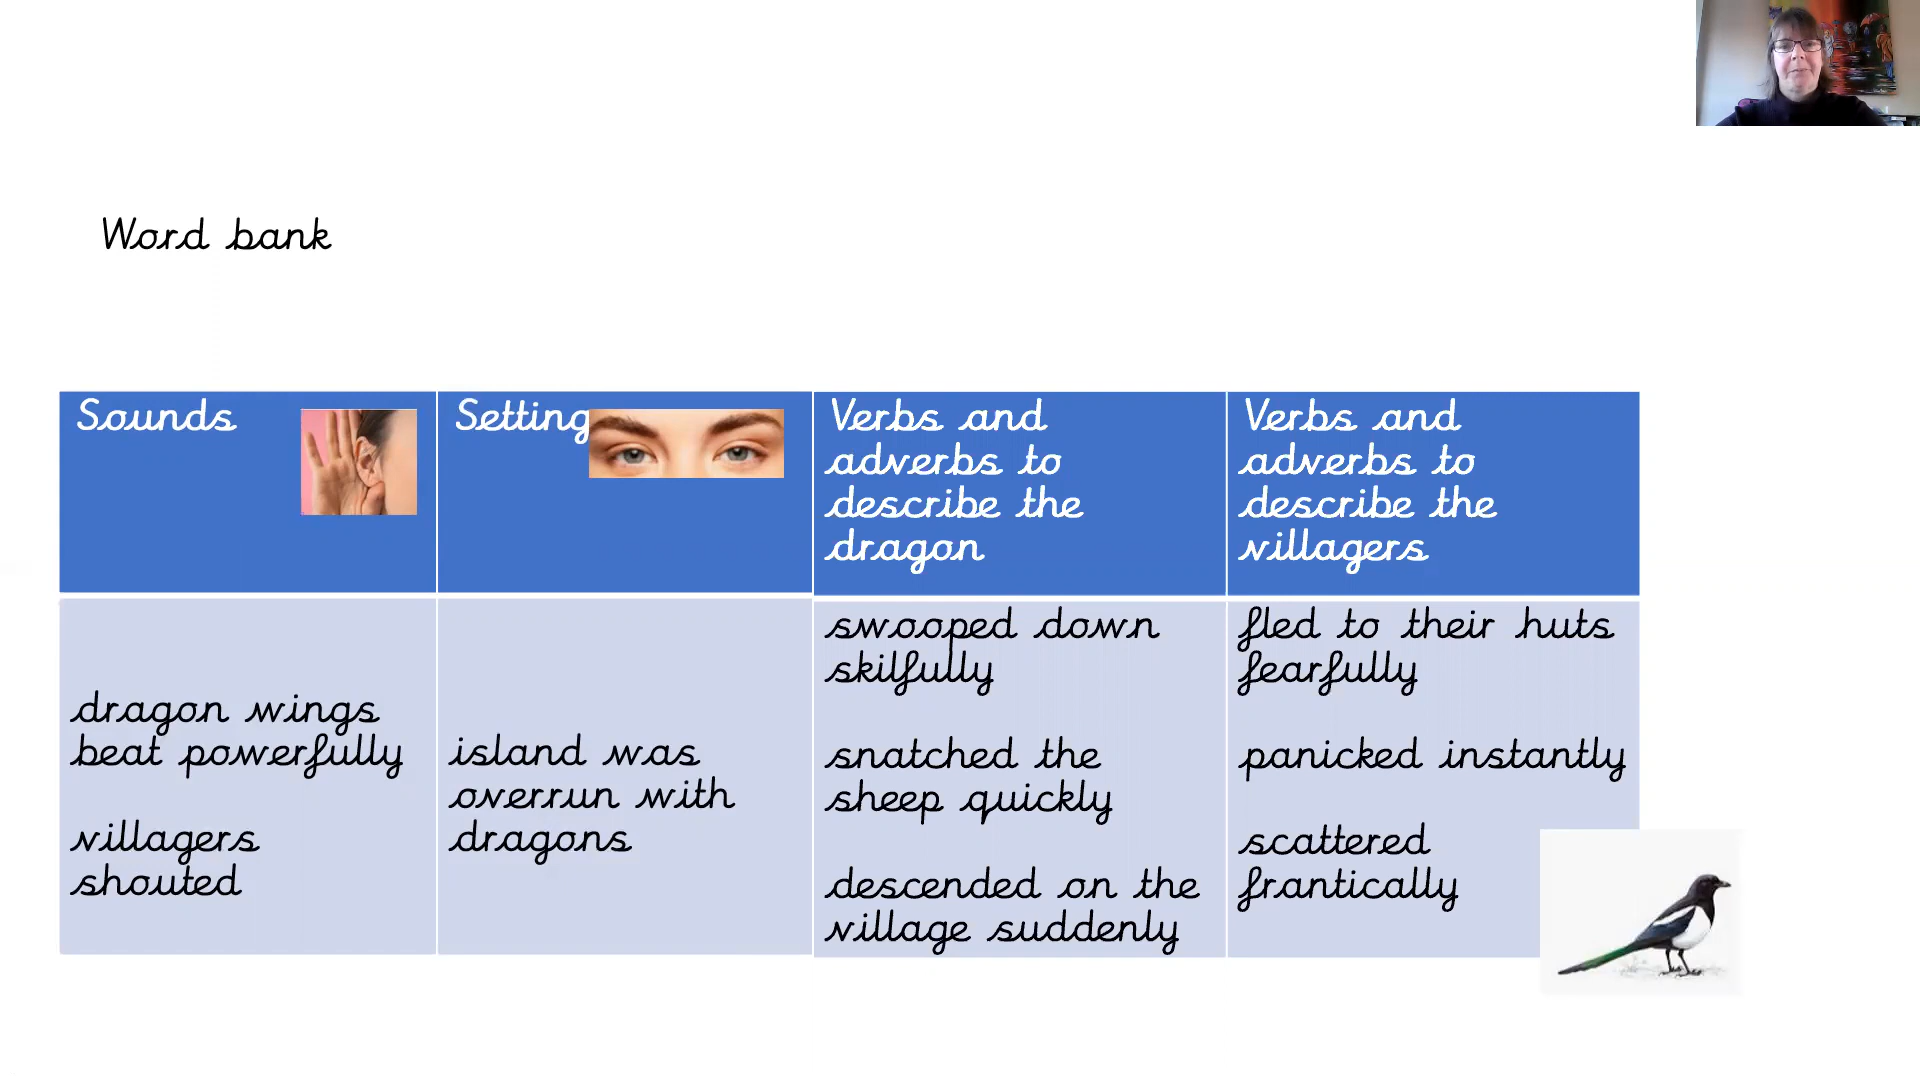 Word bank
Sounds
Setting
Verbs and
adverbs to
describe the
dragon
Verbs and
adverbs to
describe the
villagers
dragon wings
beat powerfully
villagers
shouted
island was
overrun with
dragons
swooped down
skilfully
snatched the
sheep quickly
descended on the
village suddenly
fled to their huts
fearfully
panicked instantly
scattered
frantically